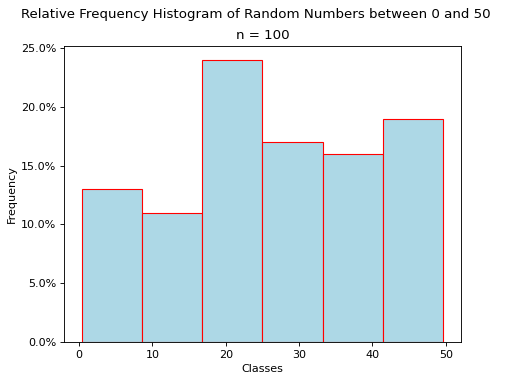 Relative Frequency Histogram of Random Numbers between 0 and 50
n = 100
25.0%
20.0%
15.0%
10.0%
5.0%
0.0%
Frequency
0 10 20 30 40 50
Classes